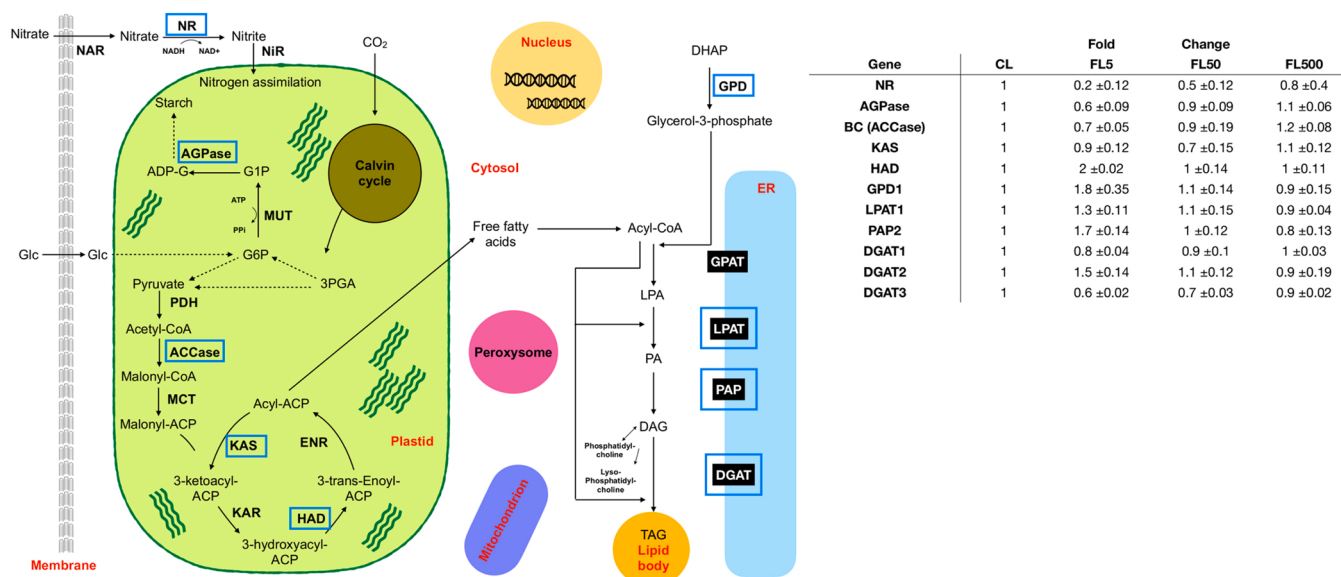 Nitrate
NAR
Nitrate
NR
NADH
NAD+
Nitrite
NiR
Nitrogen assimilation
CO2
Starch
AGPase
ADP-G
G1P
ATP
PPi
MUT
Calvin
cycle
Glc
Glc
G6P
3PGA
Pyruvate
PDH
Acetyl-CoA
ACCase
Malonyl-CoA
MCT
Malonyl-ACP
Acyl-ACP
KAS
ENR
Plastid
3-ketoacyl-
ACP
3-trans-Enoyl-
ACP
KAR
HAD
3-hydroxyacyl-
ACP
Membrane
Nucleus
Cytosol
Free fatty
acids
Peroxysome
Mitochondrion
DHAP
GPD
Glycerol-3-phosphate
ER
Acyl-CoA
GPAT
LPA
LPAT
PA
PAP
DAG
Phosphatidyl-
choline
Lyso-
Phosphatidyl-
choline
DGAT
TAG
Lipid
body
Fold Change
Gene CL FL5 FL50 FL500
NR 1 0.2 ±0.12 0.5 ±0.12 0.8 ±0.4
AGPase 1 0.6 ±0.09 0.9 ±0.09 1.1 ±0.06
BC (ACCase) 1 0.7 ±0.05 0.9 ±0.19 1.2 ±0.08
KAS 1 0.9 ±0.12 0.7 ±0.15 1.1 ±0.12
HAD 1 2 ±0.02 1 ±0.14 1 ±0.11
GPD1 1 1.8 ±0.35 1.1 ±0.14 0.9 ±0.15
LPAT1 1 1.3 ±0.11 1.1 ±0.15 0.9 ±0.04
PAP2 1 1.7 ±0.14 1 ±0.12 0.8 ±0.13
DGAT1 1 0.8 ±0.04 0.9 ±0.1 1 ±0.03
DGAT2 1 1.5 ±0.14 1.1 ±0.12 0.9 ±0.19
DGAT3 1 0.6 ±0.02 0.7 ±0.03 0.9 ±0.02